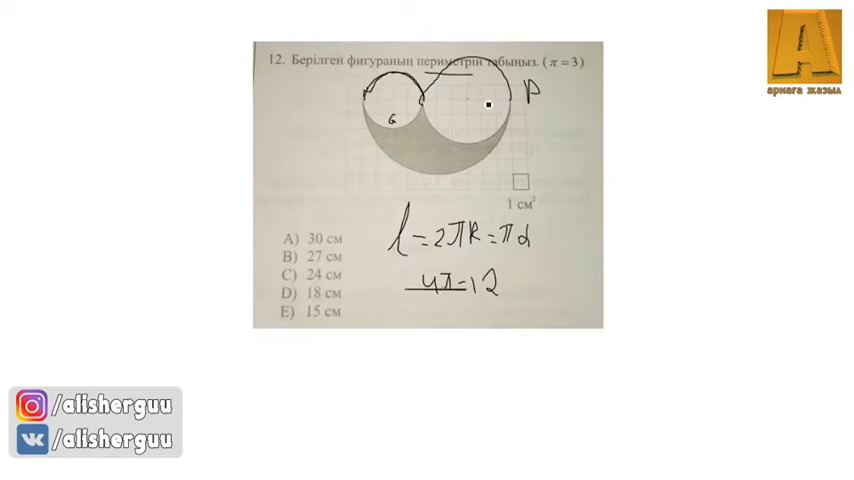 A
арнаға жазыл
12. Берілген фигураның периметрін табыңыз. (π = 3)
P
1 см²
A) 30 см
B) 27 см
C) 24 см
D) 18 см
E) 15 см
l = 2πR = πd
4π = 12
/alisherguu
/alisherguu